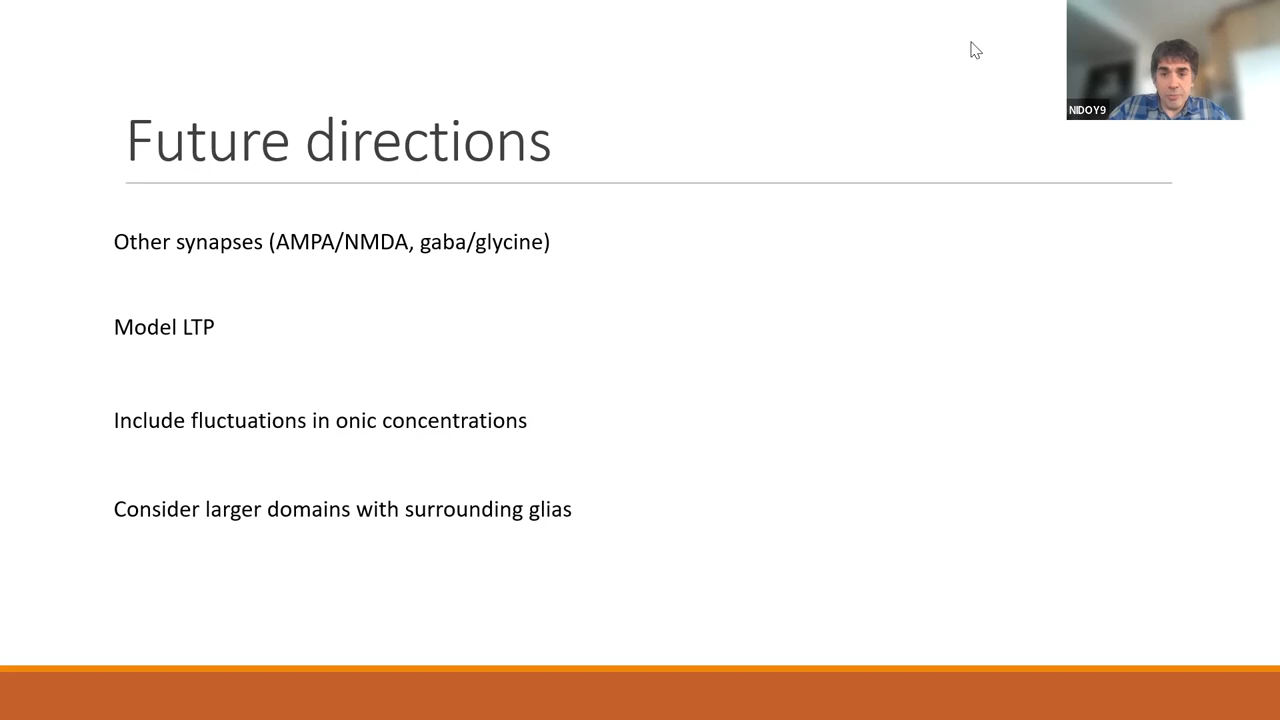 NIDOY9
Future directions
Other synapses (AMPA/NMDA, gaba/glycine)
Model LTP
Include fluctuations in onic concentrations
Consider larger domains with surrounding glias